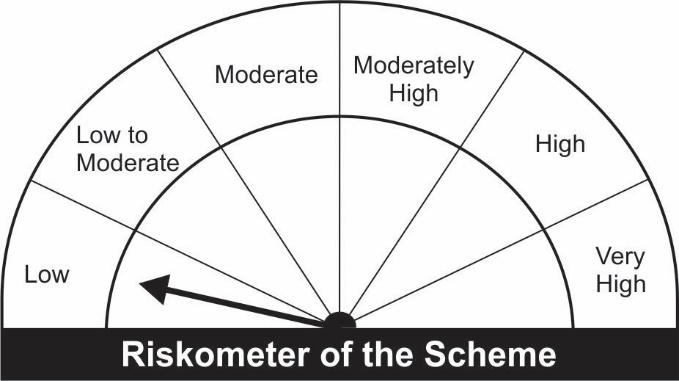 Low
Low to
Moderate
Moderate
Moderately
High
High
Very
High
Riskometer of the Scheme